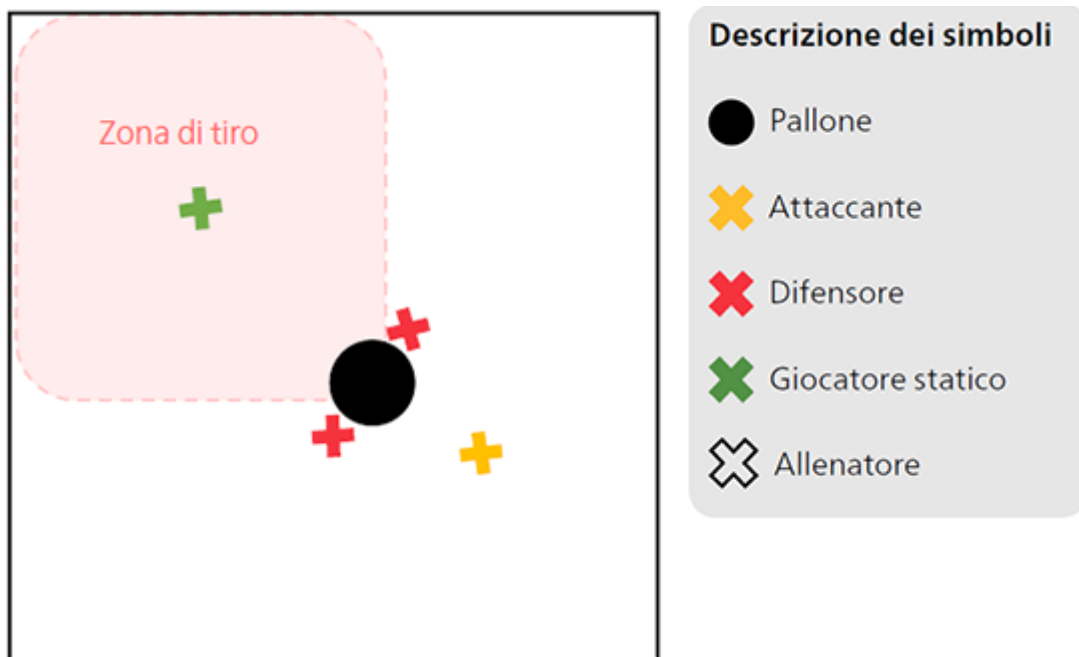 Zona di tiro
Descrizione dei simboli
Pallone
Attaccante
Difensore
Giocatore statico
Allenatore